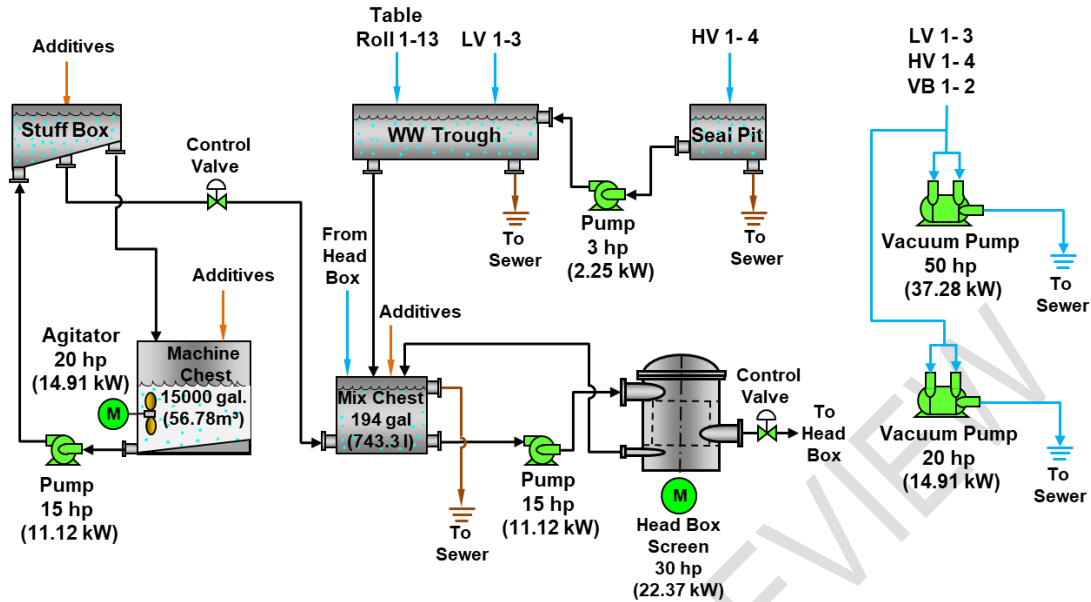 Additives
Stuff Box
Control
Valve
Table
Roll 1-13
LV 1-3
WW Trough
To
Sewer
HV 1- 4
Seal Pit
Pump
3 hp
(2.25 kW)
To
Sewer
LV 1- 3
HV 1- 4
VB 1- 2
Vacuum Pump
50 hp
(37.28 kW)
To
Sewer
Additives
Agitator
20 hp
(14.91 kW)
M
Machine
Chest
15000 gal.
(56.78m³)
Pump
15 hp
(11.12 kW)
From
Head
Box
Additives
Mix Chest
194 gal
(743.3 l)
To
Sewer
Pump
15 hp
(11.12 kW)
M
Head Box
Screen
30 hp
(22.37 kW)
Control
Valve
To
Head
Box
Vacuum Pump
20 hp
(14.91 kW)
To
Sewer
EVIEW